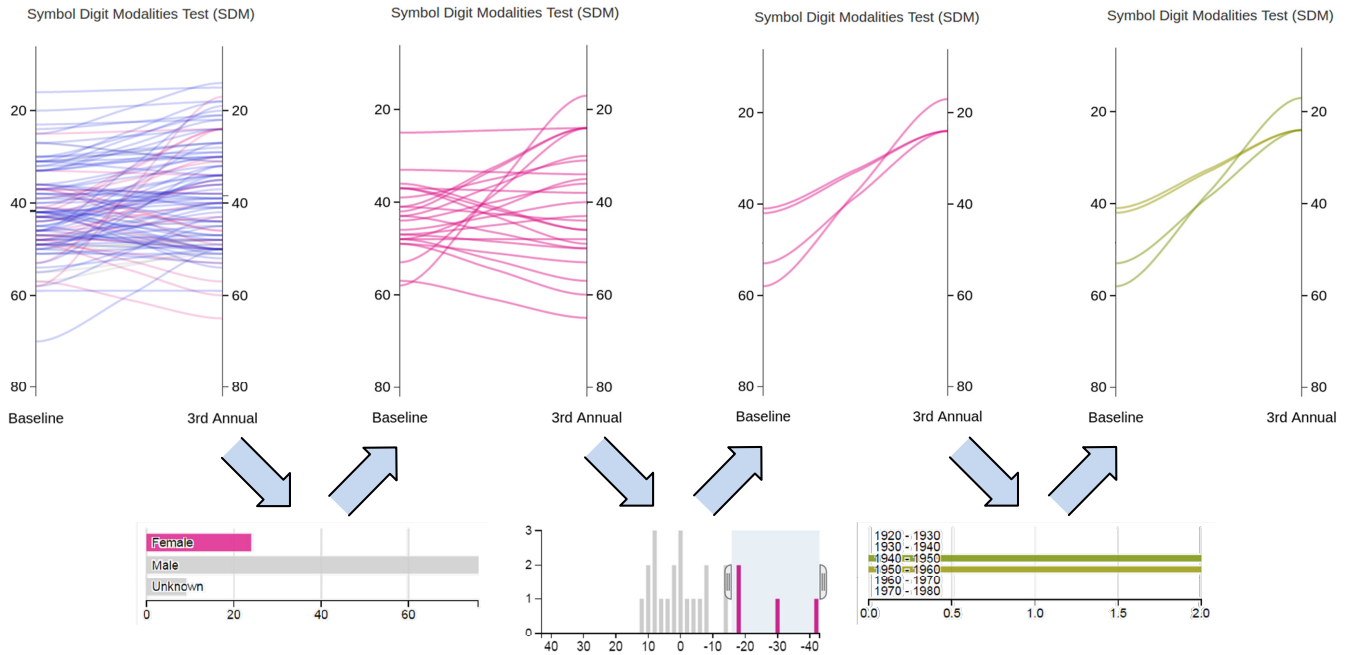 Symbol Digit Modalities Test (SDM)
20
20
40
40
60
60
80
80
Baseline
3rd Annual
Symbol Digit Modalities Test (SDM)
20
20
40
40
60
60
80
80
Baseline
3rd Annual
Symbol Digit Modalities Test (SDM)
20
20
40
40
60
60
80
80
Baseline
3rd Annual
Symbol Digit Modalities Test (SDM)
20
20
40
40
60
60
80
80
Baseline
3rd Annual
Female
Male
Unknown
0 20 40 60
3
2
1
0
40 30 20 10 0 -10 -20 -30 -40
1920 - 1930
1930 - 1940
1940 - 1950
1950 - 1960
1960 - 1970
1970 - 1980
0.0 0.5 1.0 1.5 2.0